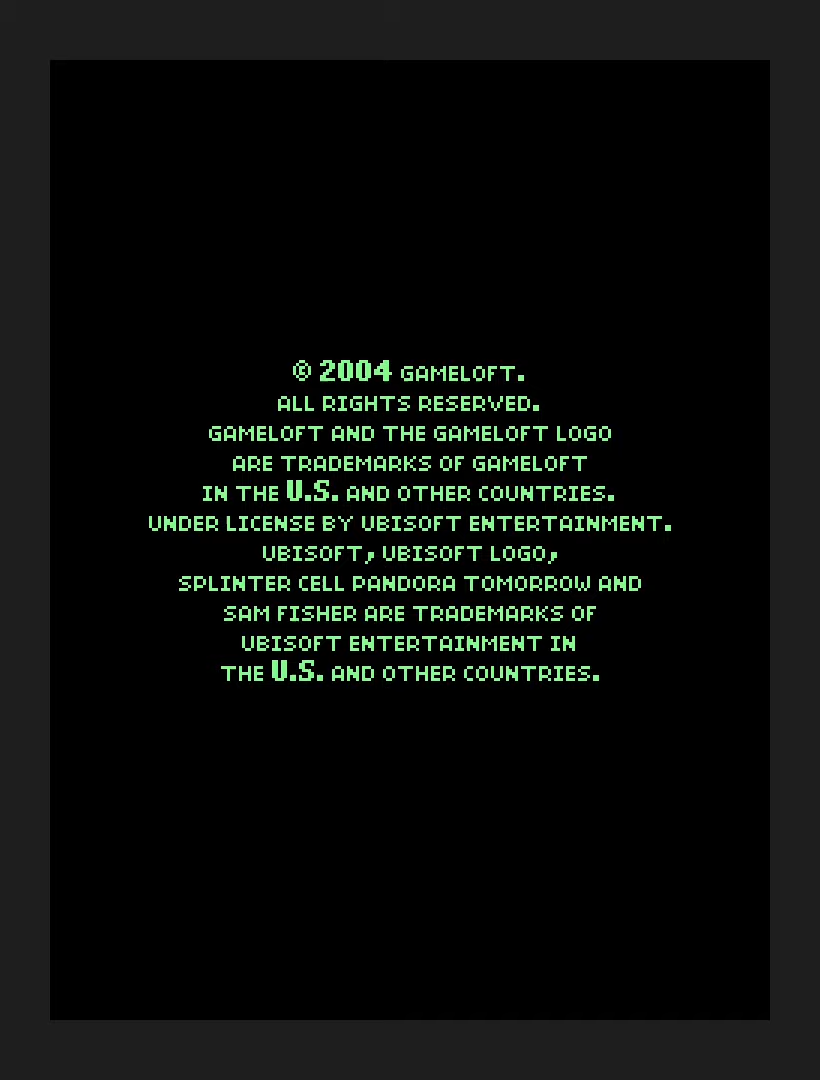 © 2004 GAMELOFT.
ALL RIGHTS RESERVED.
GAMELOFT AND THE GAMELOFT LOGO
ARE TRADEMARKS OF GAMELOFT
IN THE U.S. AND OTHER COUNTRIES.
UNDER LICENSE BY UBISOFT ENTERTAINMENT.
UBISOFT, UBISOFT LOGO,
SPLINTER CELL PANDORA TOMORROW AND
SAM FISHER ARE TRADEMARKS OF
UBISOFT ENTERTAINMENT IN
THE U.S. AND OTHER COUNTRIES.